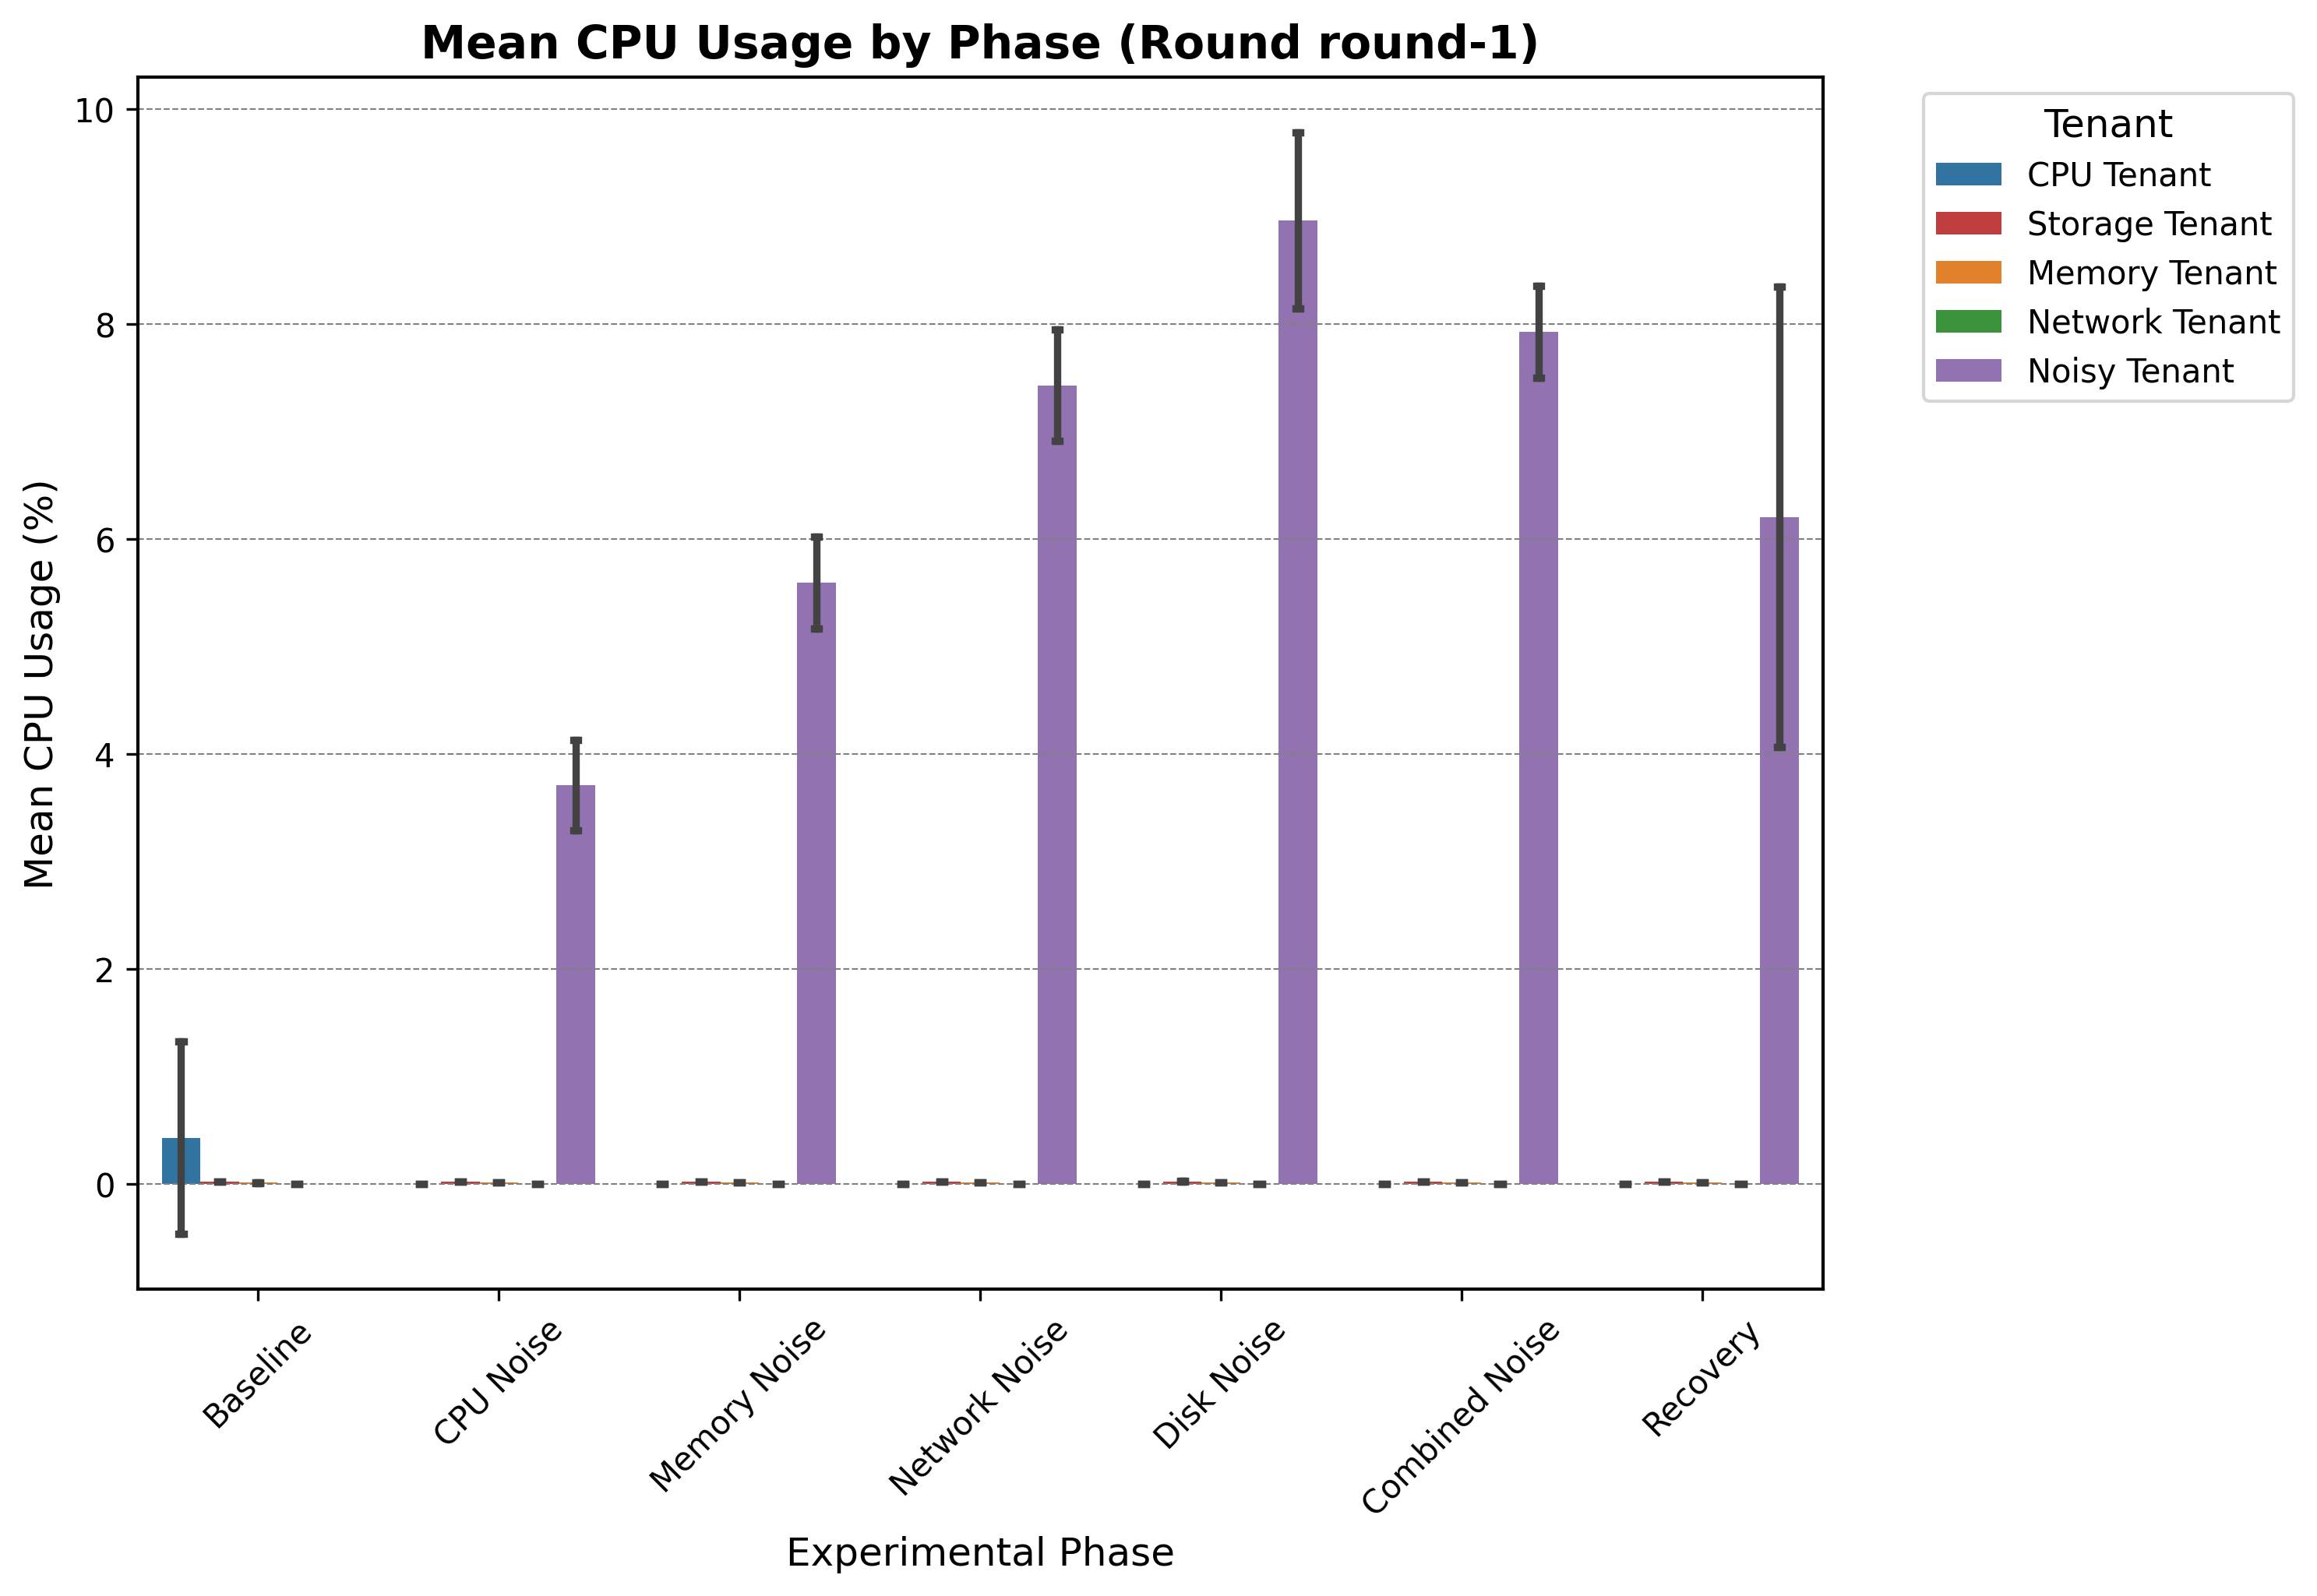 Mean CPU Usage by Phase (Round round-1)
Mean CPU Usage (%)
10
8
6
4
2
0
Baseline
CPU Noise
Memory Noise
Network Noise
Disk Noise
Combined Noise
Recovery
Experimental Phase
Tenant
CPU Tenant
Storage Tenant
Memory Tenant
Network Tenant
Noisy Tenant